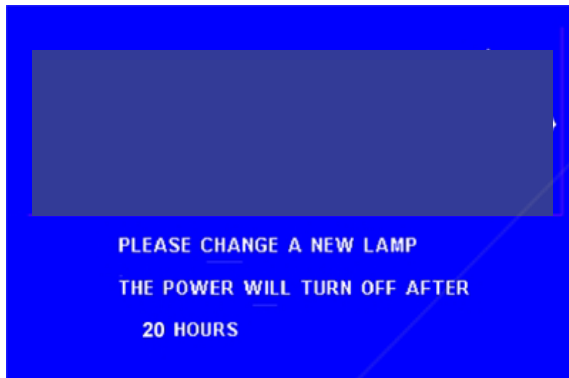 PLEASE CHANGE A NEW LAMP
THE POWER WILL TURN OFF AFTER
20 HOURS